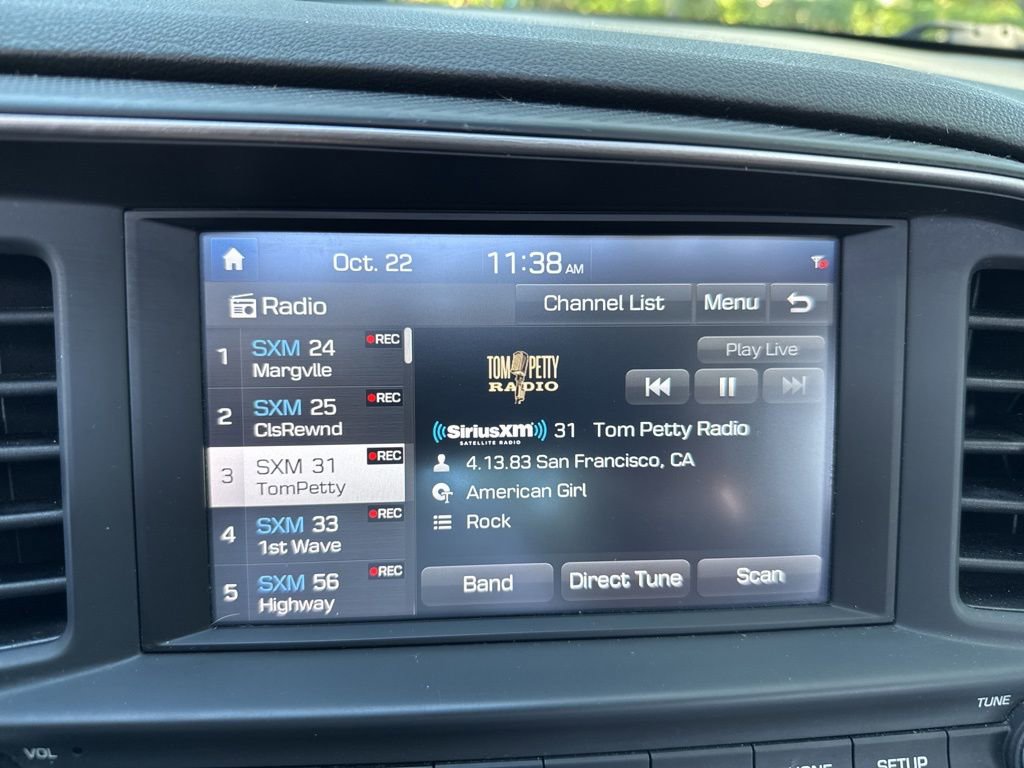 Oct. 22 11:38 AM
Radio Channel List Menu
1 SXM 24 REC
Margvlle
2 SXM 25 REC
ClsRewnd
3 SXM 31 REC
TomPetty
4 SXM 33 REC
1st Wave
5 SXM 56 REC
Highway
Play Live
TOM PETTY
RADIO
((SiriusXM)) 31 Tom Petty Radio
SATELLITE RADIO
4.13.83 San Francisco, CA
American Girl
Rock
Band Direct Tune Scan
VOL
TUNE
SETUP